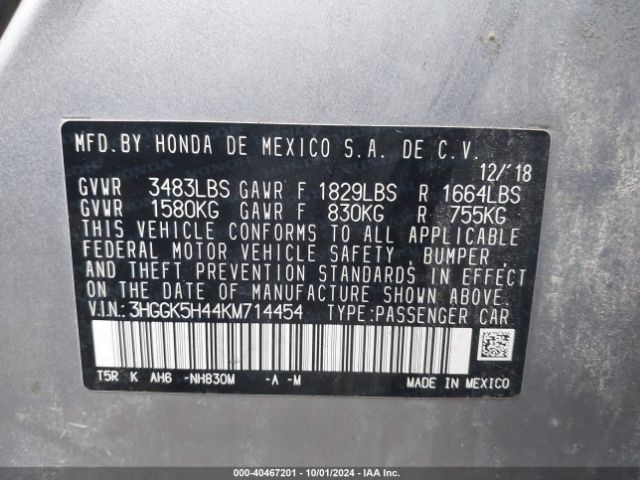 MFD.BY HONDA DE MEXICO S.A. DE C.V.
12/'18
GVWR 3483LBS GAWR F 1829LBS R 1664LBS
GVWR 1580KG GAWR F 830KG R 755KG
THIS VEHICLE CONFORMS TO ALL APPLICABLE
FEDERAL MOTOR VEHICLE SAFETY, BUMPER,
AND THEFT PREVENTION STANDARDS IN EFFECT
ON THE DATE OF MANUFACTURE SHOWN ABOVE.
V.IN.: 3HGGK5H44KM714454 TYPE:PASSENGER CAR
T5R K AH6 -NH830M -A -M
MADE IN MEXICO
000-40467201 - 10/01/2024 - IAA Inc.